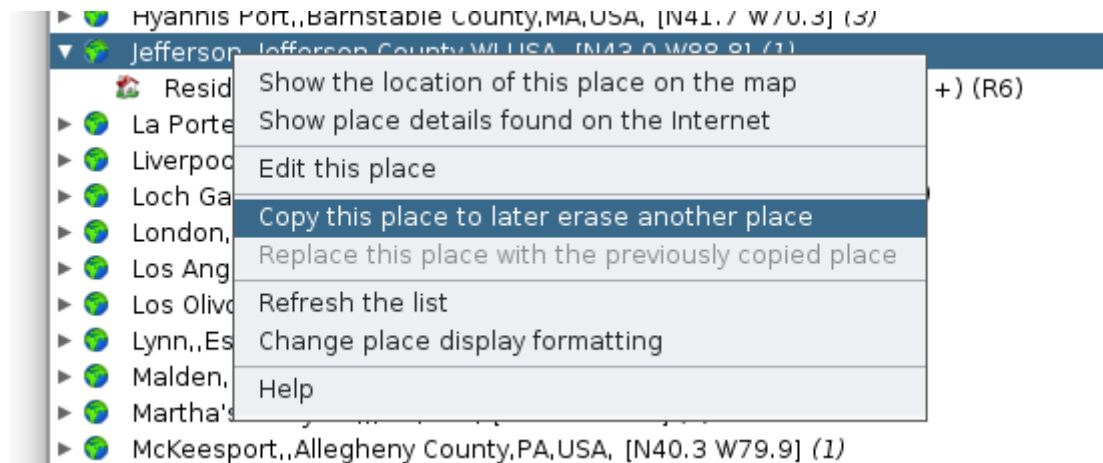 Hyannis Port,,Barnstable County,MA,USA, [N41.7 W70.3] (3)
Jefferson, Jefferson County,WI,USA, [N43.0 W88.8] (1)
Resid
+) (R6)
La Porte
Liverpoo
Loch Ga
London,
Los Ang
Los Olivo
Lynn,,Es
Malden,
Martha's
McKeesport,,Allegheny County,PA,USA, [N40.3 W79.9] (1)
Show the location of this place on the map
Show place details found on the Internet
Edit this place
Copy this place to later erase another place
Replace this place with the previously copied place
Refresh the list
Change place display formatting
Help